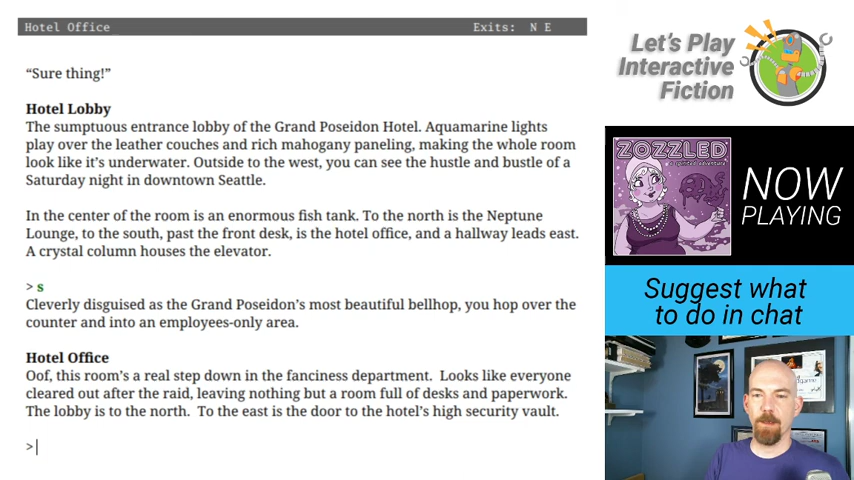 Hotel Office
Exits: N E
“Sure thing!”
Hotel Lobby
The sumptuous entrance lobby of the Grand Poseidon Hotel. Aquamarine lights
play over the leather couches and rich mahogany paneling, making the whole room
look like it’s underwater. Outside to the west, you can see the hustle and bustle of a
Saturday night in downtown Seattle.
In the center of the room is an enormous fish tank. To the north is the Neptune
Lounge, to the south, past the front desk, is the hotel office, and a hallway leads east.
A crystal column houses the elevator.
> s
Cleverly disguised as the Grand Poseidon’s most beautiful bellhop, you hop over the
counter and into an employees-only area.
Hotel Office
Oof, this room’s a real step down in the fanciness department. Looks like everyone
cleared out after the raid, leaving nothing but a room full of desks and paperwork.
The lobby is to the north. To the east is the door to the hotel’s high security vault.
>
Let’s Play
Interactive
Fiction
ZOZZLED
a spirited adventure
NOW
PLAYING
Suggest what
to do in chat